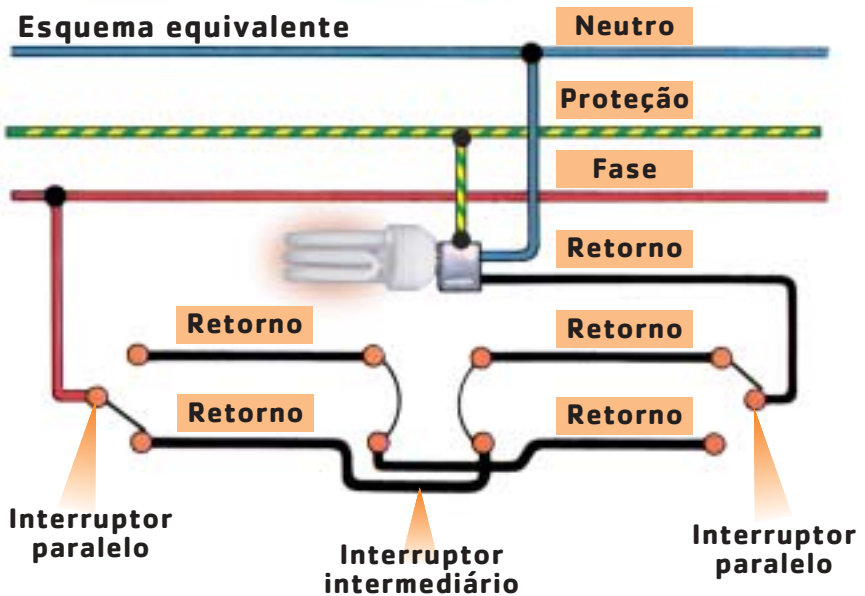 Esquema equivalente
Neutro
Proteção
Fase
Retorno
Retorno
Retorno
Retorno
Retorno
Interruptor
paralelo
Interruptor
intermediário
Interruptor
paralelo